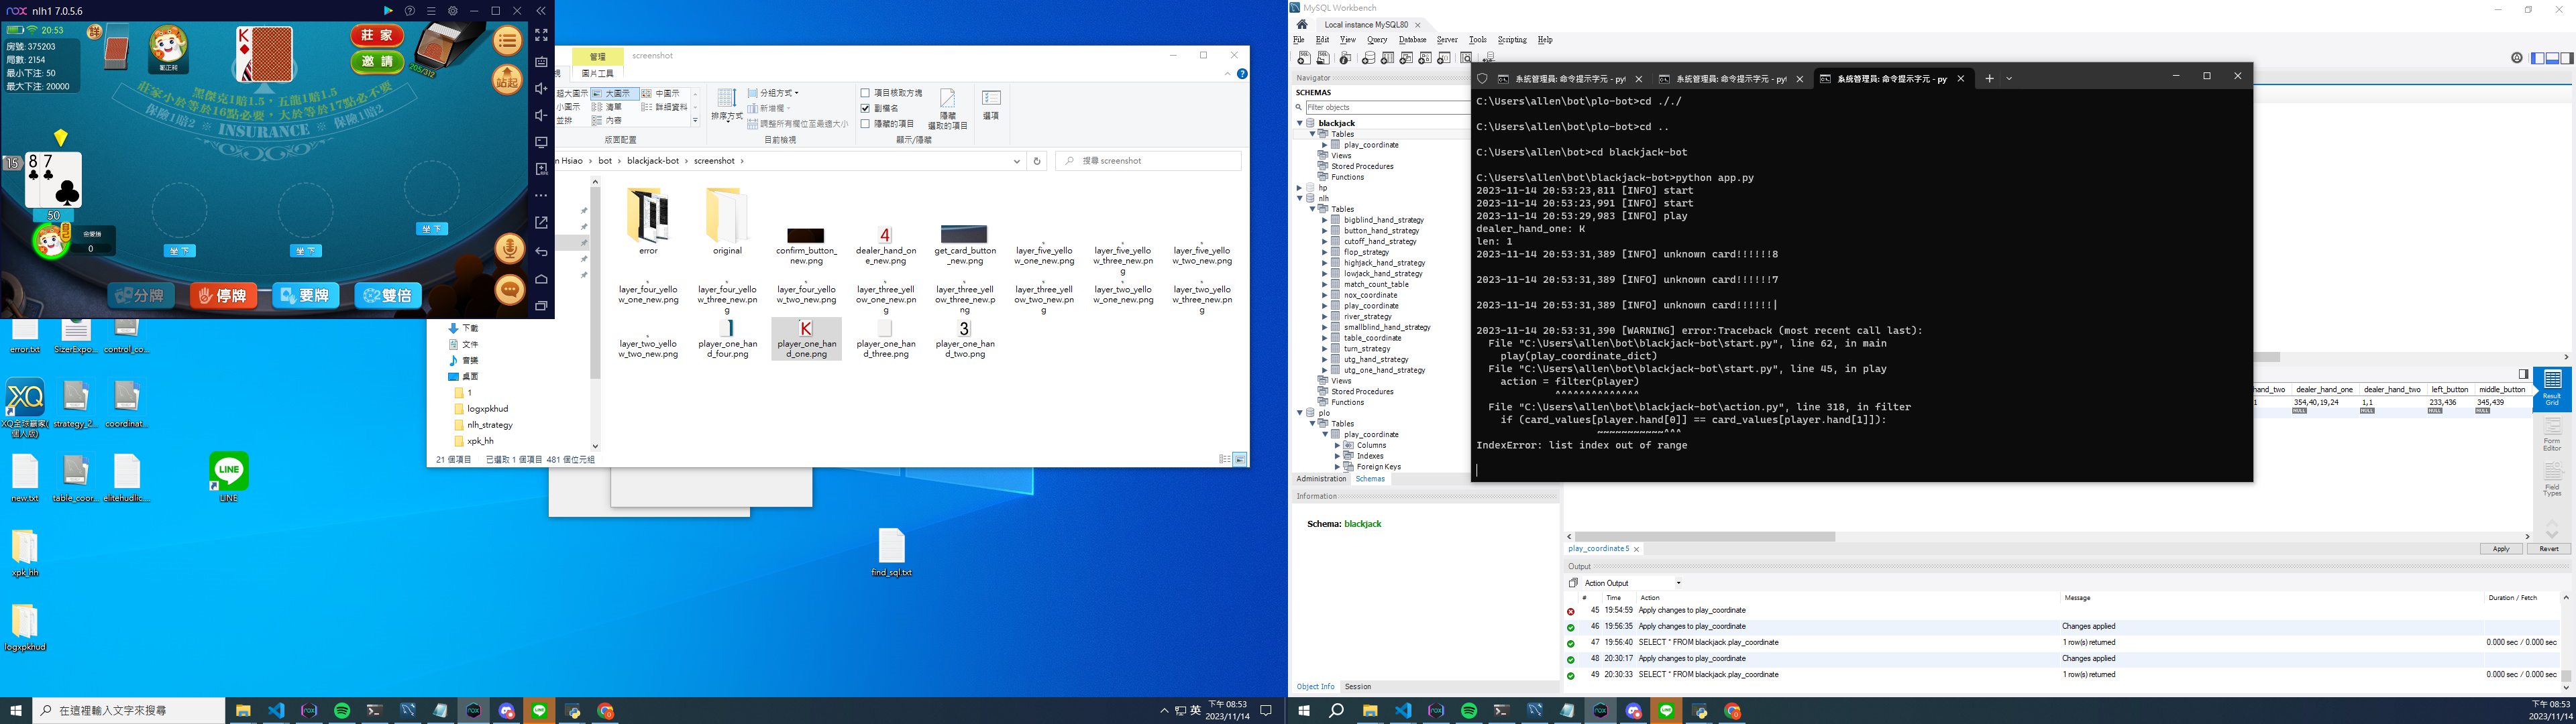 nox nlh1 7.0.5.6
20:53
房號: 375203
局數: 2154
最小下注: 50
最大下注: 20000
詳
莊 家
邀 請
205/312
站起
莊家小於等於16點必要，大於等於17點必不要
保險1賠2 INSURANCE 保險1賠2
K
15
8 7
50
自己
0
坐 下
坐 下
坐 下
分牌
停牌
要牌
雙倍
error.txt
SizerExpo...
control_co...
XQ全球贏家(個人版)
strategy_2...
coordinat...
new.txt
table_coor...
elitehudlic...
LINE
xpk_hh
logxpkhud
find_sql.txt
管理
screenshot
圖片工具
超大圖示
大圖示
中圖示
小圖示
清單
詳細資料
並排
內容
版面配置
排序方式
分組方式
新增欄
調整所有欄位至最適大小
目前檢視
項目核取方塊
副檔名
隱藏的項目
隱藏
選取的項目
顯示/隱藏
選項
n Hsiao > bot > blackjack-bot > screenshot >
搜尋 screenshot
error
original
confirm_button_new.png
dealer_hand_one_new.png
get_card_button_new.png
layer_five_yellow_one_new.png
layer_five_yellow_three_new.png
layer_five_yellow_two_new.png
layer_four_yellow_one_new.png
layer_four_yellow_three_new.png
layer_four_yellow_two_new.png
layer_three_yellow_one_new.png
layer_three_yellow_three_new.png
layer_three_yellow_two_new.png
layer_two_yellow_one_new.png
layer_two_yellow_three_new.png
layer_two_yellow_two_new.png
player_one_hand_four.png
player_one_hand_one.png
player_one_hand_three.png
player_one_hand_two.png
下載
文件
音樂
桌面
1
logxpkhud
nlh_strategy
xpk_hh
21 個項目
已選取 1 個項目 481 個位元組
在這裡輸入文字來搜尋
英
下午 08:53
2023/11/14
MySQL Workbench
Local instance MySQL80
File Edit View Query Database Server Tools Scripting Help
Navigator
SCHEMAS
Filter objects
blackjack
Tables
play_coordinate
Views
Stored Procedures
Functions
hp
nlh
Tables
bigblind_hand_strategy
button_hand_strategy
cutoff_hand_strategy
flop_strategy
highjack_hand_strategy
lowjack_hand_strategy
match_count_table
nox_coordinate
play_coordinate
river_strategy
smallblind_hand_strategy
table_coordinate
turn_strategy
utg_hand_strategy
utg_one_hand_strategy
Views
Stored Procedures
Functions
plo
Tables
play_coordinate
Columns
Indexes
Foreign Keys
Administration Schemas
Information
Schema: blackjack
Object Info Session
系統管理員: 命令提示字元 - pyt
系統管理員: 命令提示字元 - pyt
系統管理員: 命令提示字元 - py
C:\Users\allen\bot\plo-bot>cd ././
C:\Users\allen\bot\plo-bot>cd ..
C:\Users\allen\bot>cd blackjack-bot
C:\Users\allen\bot\blackjack-bot>python app.py
2023-11-14 20:53:23,811 [INFO] start
2023-11-14 20:53:23,991 [INFO] start
2023-11-14 20:53:29,983 [INFO] play
dealer_hand_one: K
len: 1
2023-11-14 20:53:31,389 [INFO] unknown card!!!!!!8
2023-11-14 20:53:31,389 [INFO] unknown card!!!!!!7
2023-11-14 20:53:31,389 [INFO] unknown card!!!!!!|
2023-11-14 20:53:31,390 [WARNING] error:Traceback (most recent call last):
File "C:\Users\allen\bot\blackjack-bot\start.py", line 62, in main
play(play_coordinate_dict)
File "C:\Users\allen\bot\blackjack-bot\start.py", line 45, in play
action = filter(player)
^^^^^^^^^^^^^^
File "C:\Users\allen\bot\blackjack-bot\action.py", line 318, in filter
if (card_values[player.hand[0]] == card_values[player.hand[1]]):
~~~~~~~~~~~^^^
IndexError: list index out of range
hand_two dealer_hand_one dealer_hand_two left_button middle_button
1 354,40,19,24 1,1 233,436 345,439
NULL NULL NULL NULL
Result Grid
Form Editor
Field Types
play_coordinate 5
Apply Revert
Output
Action Output
# Time Action Message Duration / Fetch
45 19:54:59 Apply changes to play_coordinate
46 19:56:35 Apply changes to play_coordinate Changes applied
47 19:56:40 SELECT * FROM blackjack.play_coordinate 1 row(s) returned 0.000 sec / 0.000 sec
48 20:30:17 Apply changes to play_coordinate Changes applied
49 20:30:33 SELECT * FROM blackjack.play_coordinate 1 row(s) returned 0.000 sec / 0.000 sec
下午 08:53
2023/11/14